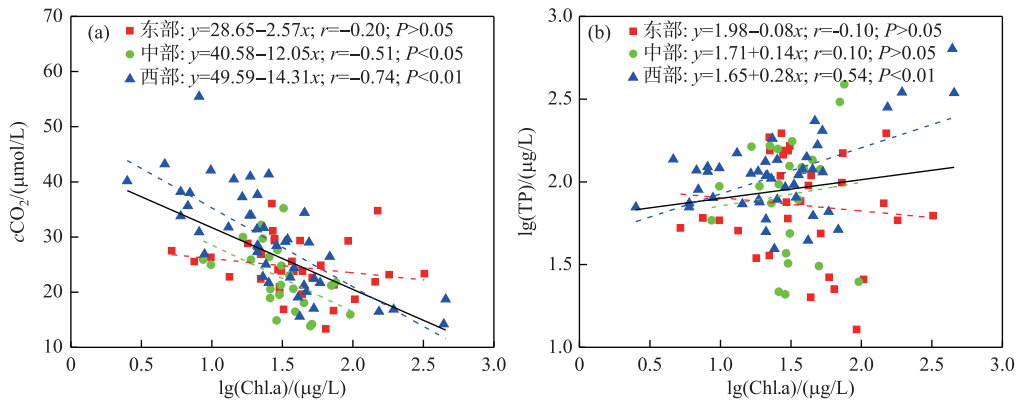 (a)
东部: y=28.65−2.57x; r=−0.20; P>0.05
中部: y=40.58−12.05x; r=−0.51; P<0.05
西部: y=49.59−14.31x; r=−0.74; P<0.01
70
60
50
40
30
20
10
cCO₂/(μmol/L)
0 0.5 1.0 1.5 2.0 2.5 3.0
lg(Chl.a)/(μg/L)
(b)
东部: y=1.98−0.08x; r=-0.10; P>0.05
中部: y=1.71+0.14x; r=0.10; P>0.05
西部: y=1.65+0.28x; r=0.54; P<0.01
3.0
2.5
2.0
1.5
1.0
lg(TP)/(μg/L)
0 0.5 1.0 1.5 2.0 2.5 3.0
lg(Chl.a)/(μg/L)